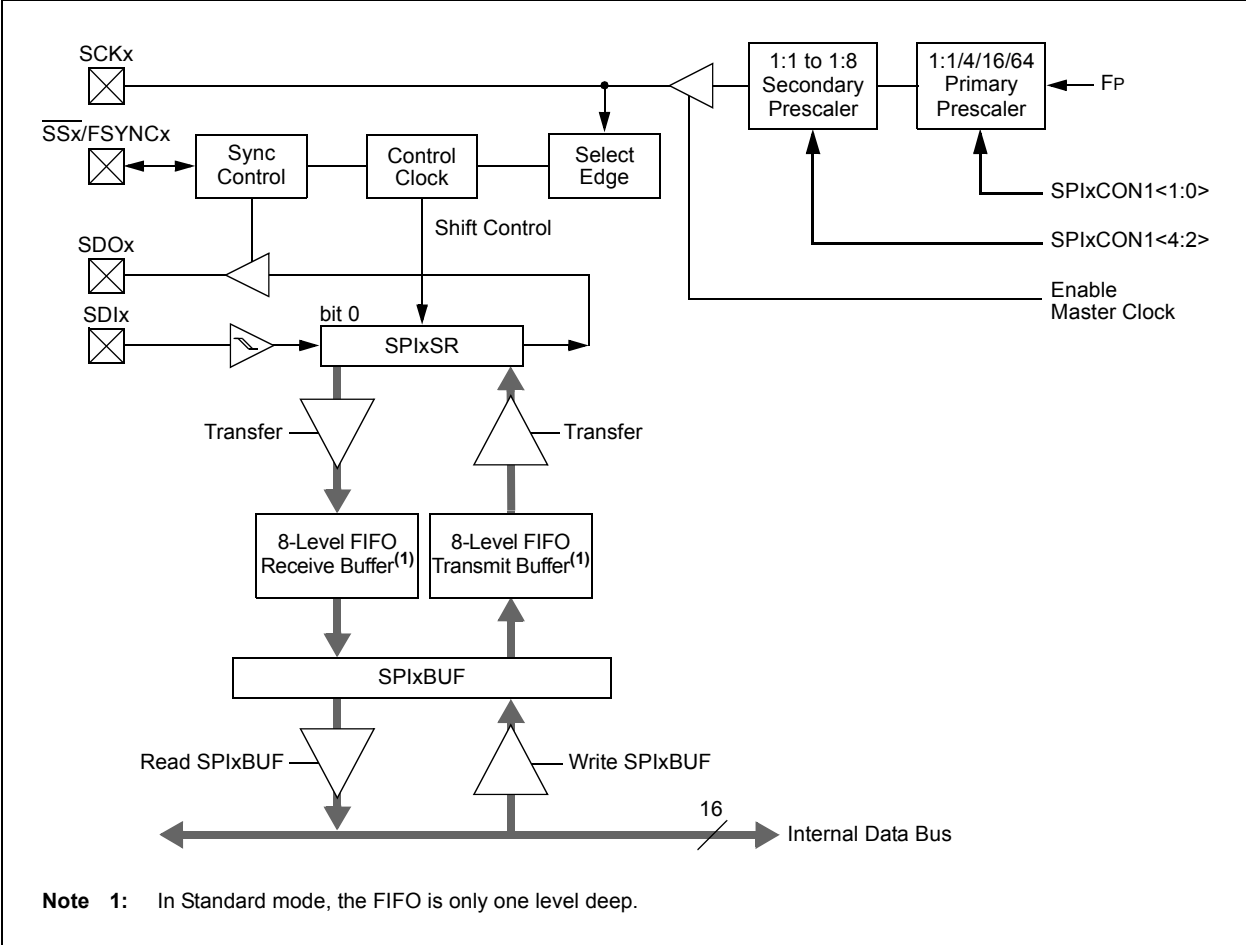 SCKx
1:1 to 1:8
Secondary
Prescaler
1:1/4/16/64
Primary
Prescaler
FP
SSx/FSYNCx
Sync
Control
Control
Clock
Select
Edge
SPIxCON1<1:0>
Shift Control
SPIxCON1<4:2>
SDOx
Enable
Master Clock
SDIx
bit 0
SPIxSR
Transfer
Transfer
8-Level FIFO
Receive Buffer(1)
8-Level FIFO
Transmit Buffer(1)
SPIxBUF
Read SPIxBUF
Write SPIxBUF
16
Internal Data Bus
Note 1: In Standard mode, the FIFO is only one level deep.